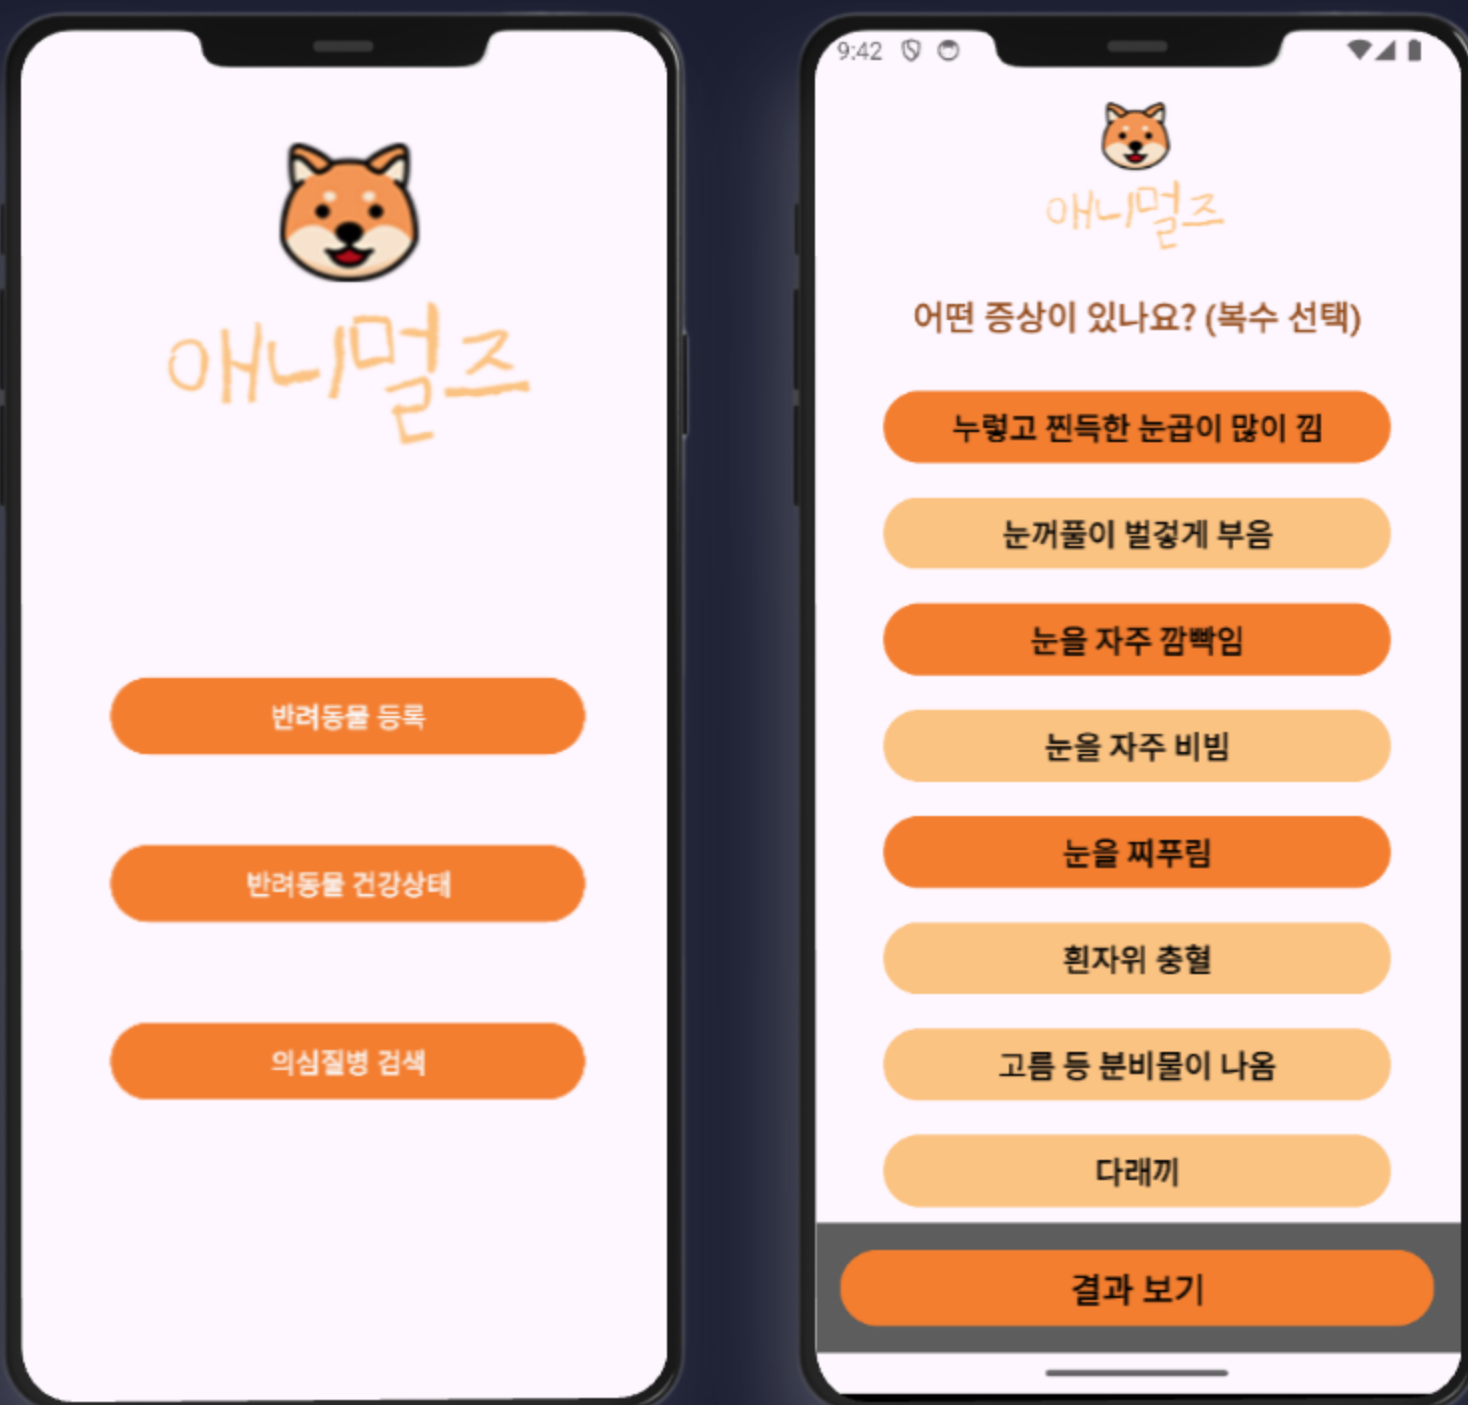 애니멀즈
반려동물 등록
반려동물 건강상태
의심질병 검색
9:42
애니멀즈
어떤 증상이 있나요? (복수 선택)
누렇고 찐득한 눈곱이 많이 낌
눈꺼풀이 벌겋게 부음
눈을 자주 깜빡임
눈을 자주 비빔
눈을 찌푸림
흰자위 충혈
고름 등 분비물이 나옴
다래끼
결과 보기